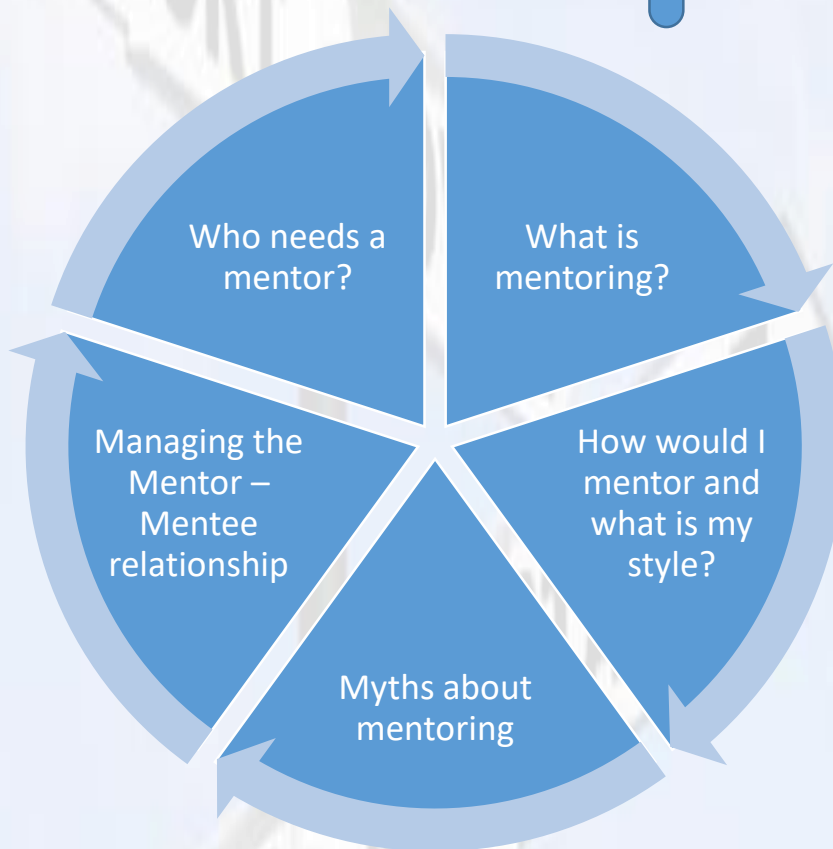 Who needs a
mentor?
What is
mentoring?
Managing the
Mentor –
Mentee
relationship
How would I
mentor and
what is my
style?
Myths about
mentoring